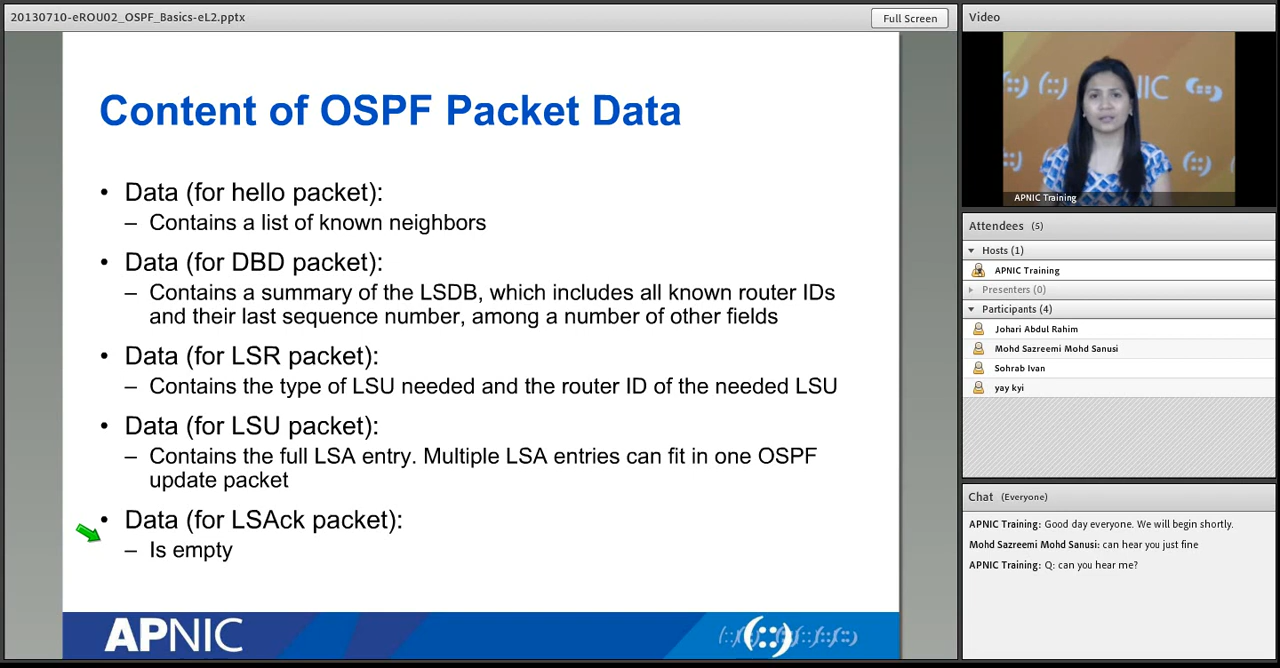 20130710-eROU02_OSPF_Basics-eL2.pptx
Full Screen
Content of OSPF Packet Data
• Data (for hello packet):
– Contains a list of known neighbors
• Data (for DBD packet):
– Contains a summary of the LSDB, which includes all known router IDs
and their last sequence number, among a number of other fields
• Data (for LSR packet):
– Contains the type of LSU needed and the router ID of the needed LSU
• Data (for LSU packet):
– Contains the full LSA entry. Multiple LSA entries can fit in one OSPF
update packet
• Data (for LSAck packet):
– Is empty
APNIC
Video
NIC
APNIC Training
Attendees (5)
Hosts (1)
APNIC Training
Presenters (0)
Participants (4)
Johari Abdul Rahim
Mohd Sazreemi Mohd Sanusi
Sohrab Ivan
yay kyi
Chat (Everyone)
APNIC Training: Good day everyone. We will begin shortly.
Mohd Sazreemi Mohd Sanusi: can hear you just fine
APNIC Training: Q: can you hear me?